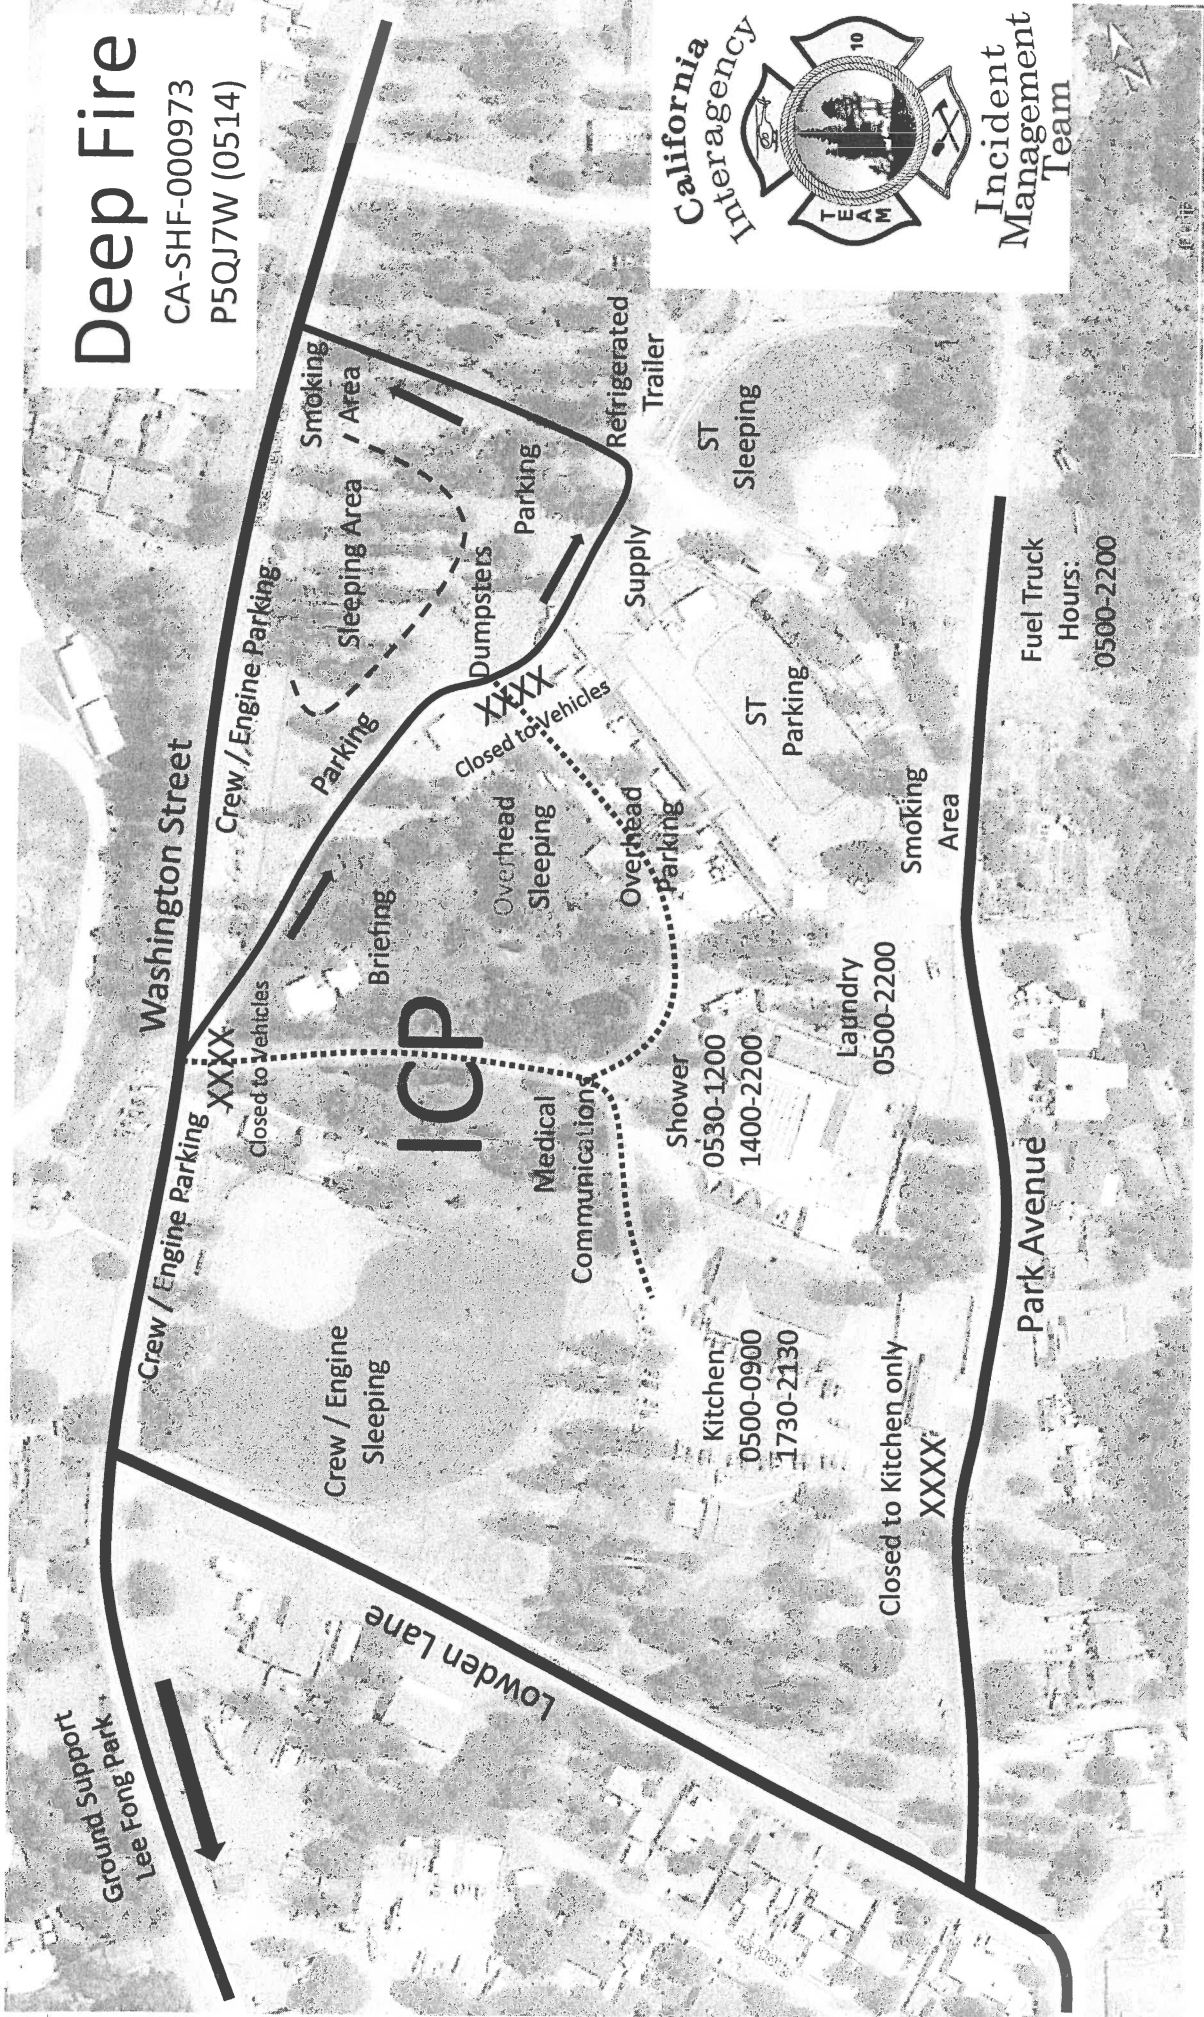 Deep Fire
CA-SHF-000973
P5QJ7W (0514)
Ground Support
Lee Fong Park
Washington Street
Crew / Engine Parking
Crew / Engine Parking
XXXX
Closed to Vehicles
Parking
Sleeping Area
Smoking
Area
Crew / Engine
Sleeping
ICP
Briefing
Dumpsters
Parking
XXXX
Closed to Vehicles
Overhead
Sleeping
Medical
Communications
Overhead
Parking
Supply
Refrigerated
Trailer
Lowden Lane
Kitchen
0500-0900
1730-2130
Shower
0530-1200
1400-2200
ST
Parking
ST
Sleeping
Laundry
0500-2200
Smoking
Area
Closed to Kitchen only
XXXX
Park Avenue
Fuel Truck
Hours:
0500-2200
California
Interagency
TEAM
10
Incident
Management
Team
N